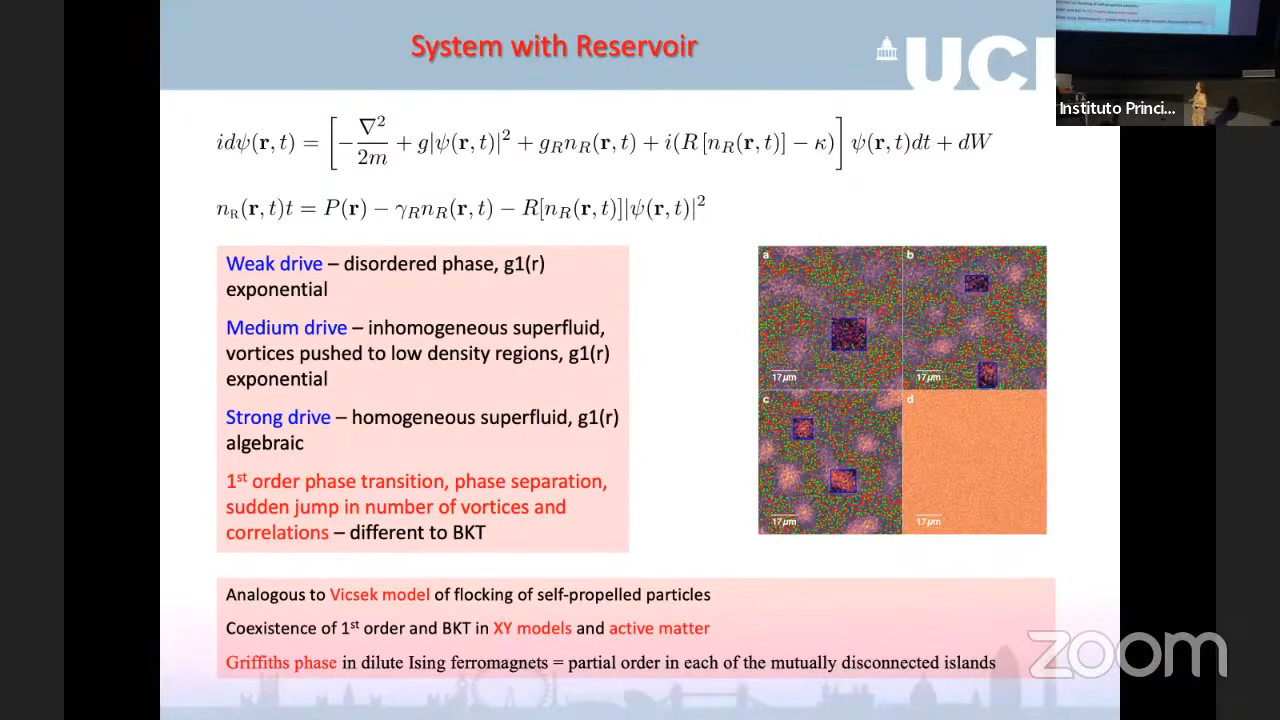 System with Reservoir
UCL
Instituto Princi...
idψ(r, t) = [−∇²/2m + g|ψ(r, t)|² + g_R n_R(r, t) + i(R [n_R(r, t)] − κ)] ψ(r, t)dt + dW
n_R(r, t)t = P(r) − γ_R n_R(r, t) − R[n_R(r, t)]|ψ(r, t)|²
Weak drive – disordered phase, g1(r)
exponential
Medium drive – inhomogeneous superfluid,
vortices pushed to low density regions, g1(r)
exponential
Strong drive – homogeneous superfluid, g1(r)
algebraic
1st order phase transition, phase separation,
sudden jump in number of vortices and
correlations – different to BKT
a
17μm
b
17μm
c
17μm
d
17μm
Analogous to Vicsek model of flocking of self-propelled particles
Coexistence of 1st order and BKT in XY models and active matter
Griffiths phase in dilute Ising ferromagnets = partial order in each of the mutually disconnected islands
zoom